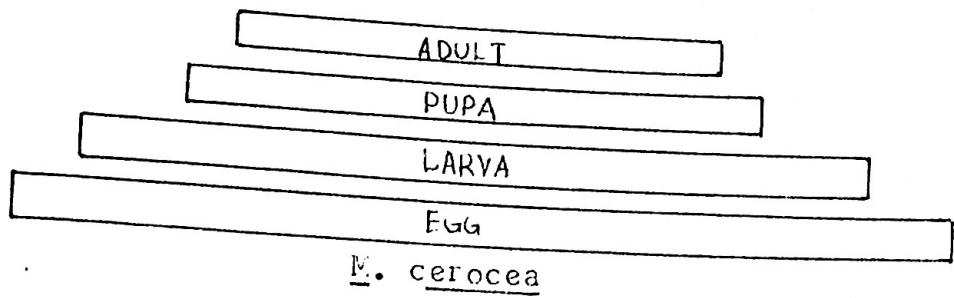 ADULT
PUPA
LARVA
EGG
M. cerocea